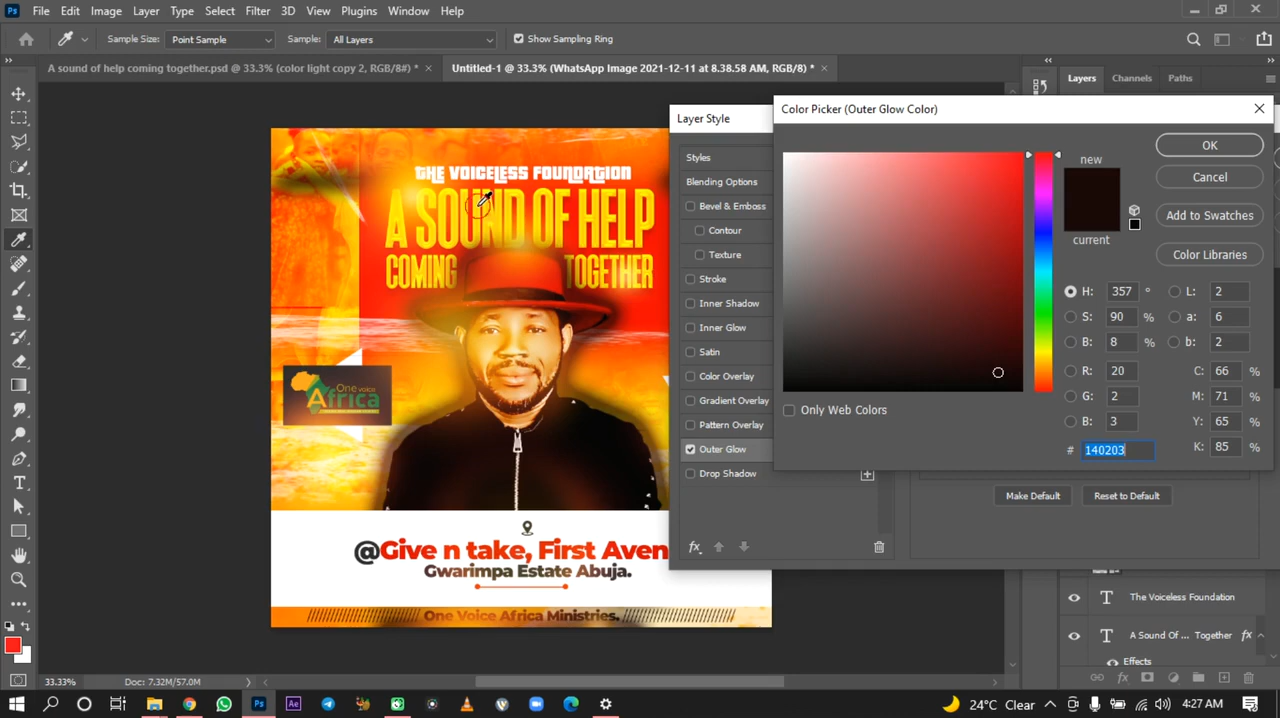 Ps File Edit Image Layer Type Select Filter 3D View Plugins Window Help
Sample Size: Point Sample Sample: All Layers Show Sampling Ring
A sound of help coming together.psd @ 33.3% (color light copy 2, RGB/8#) *
Untitled-1 @ 33.3% (WhatsApp Image 2021-12-11 at 8.38.58 AM, RGB/8) *
Layers Channels Paths
Layer Style
Styles
Blending Options
Bevel & Emboss
Contour
Texture
Stroke
Inner Shadow
Inner Glow
Satin
Color Overlay
Gradient Overlay
Pattern Overlay
Outer Glow
Drop Shadow
fx
Color Picker (Outer Glow Color)
new
current
OK
Cancel
Add to Swatches
Color Libraries
H: 357 °
S: 90 %
B: 8 %
R: 20
G: 2
B: 3
# 140203
L: 2
a: 6
b: 2
C: 66 %
M: 71 %
Y: 65 %
K: 85 %
Only Web Colors
Make Default Reset to Default
THE VOICELESS FOUNDATION
A SOUND OF HELP
COMING TOGETHER
One voice
Africa
@Give n take, First Aven
Gwarimpa Estate Abuja.
One Voice Africa Ministries.
T The Voiceless Foundation
T A Sound Of ... Together fx
Effects
fx
33.33% Doc: 7.32M/57.0M
Ps Ae
24°C Clear 4:27 AM